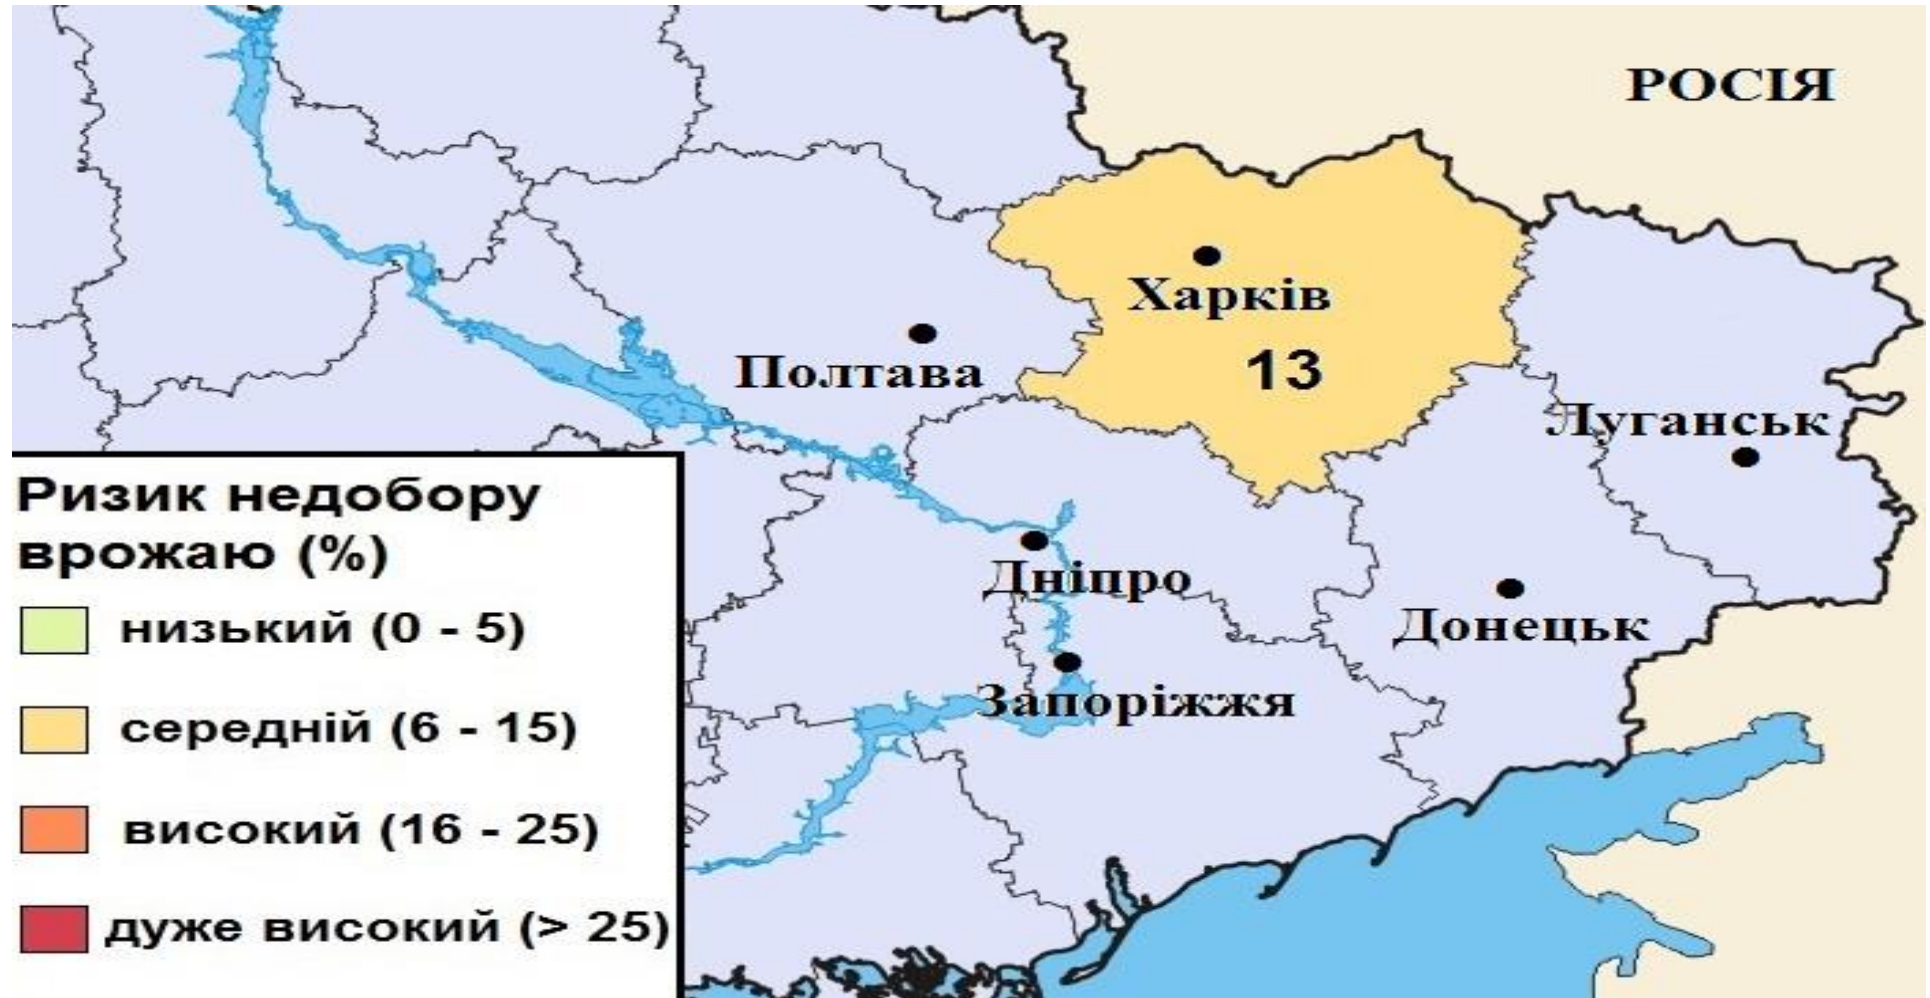 РОСІЯ
Харків
13
Полтава
Луганськ
Дніпро
Донецьк
Запоріжжя
Ризик недобору
врожаю (%)
низький (0 - 5)
середній (6 - 15)
високий (16 - 25)
дуже високий (> 25)